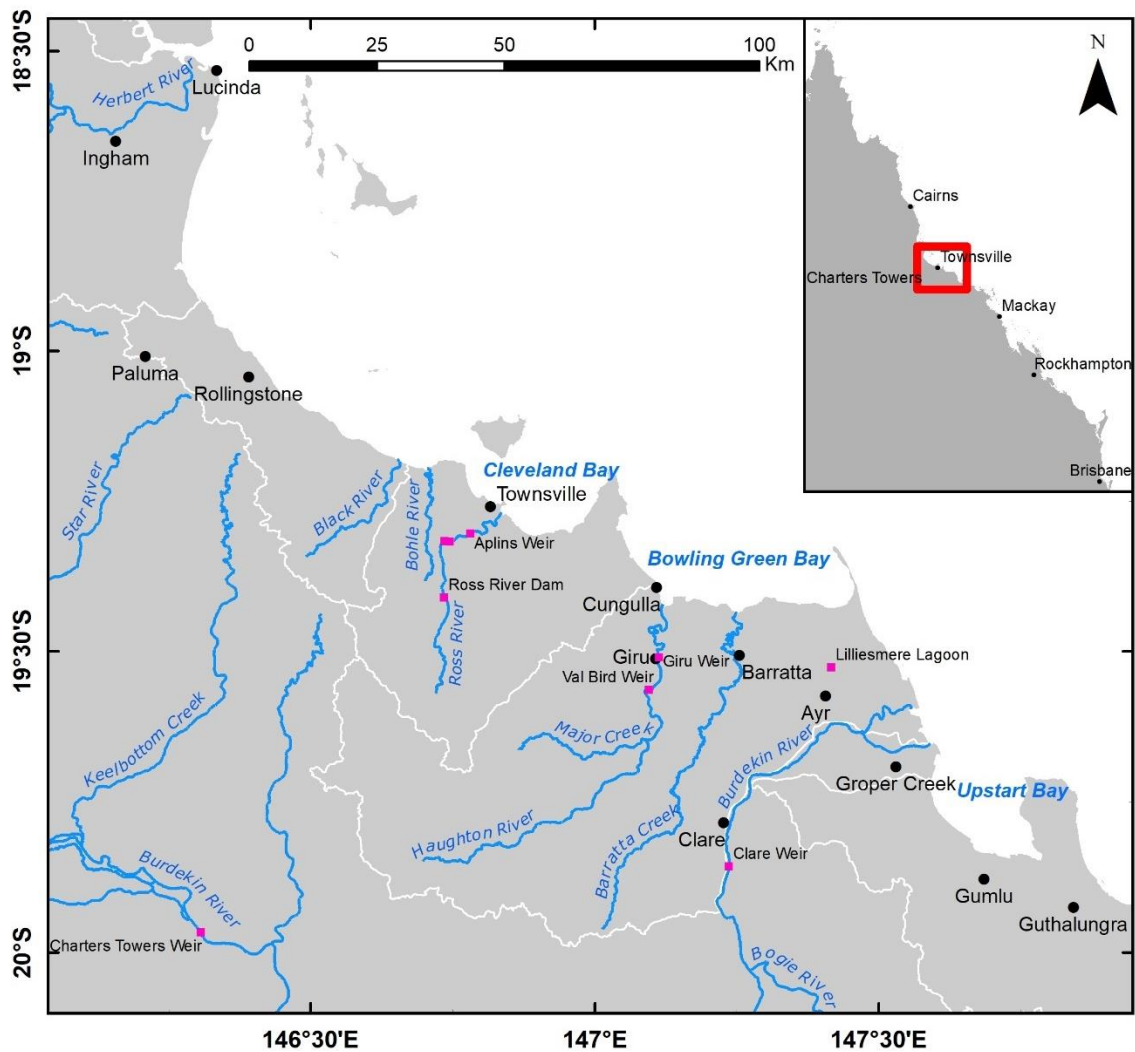 18°30'S
0
25
50
100
Km
N
Herbert River
Lucinda
Ingham
Cairns
Townsville
Charters Towers
Mackay
Rockhampton
Brisbane
19°S
Paluma
Rollingstone
Star River
Black River
Bohle River
Cleveland Bay
Townsville
Aplins Weir
Bowling Green Bay
Ross River Dam
Cungulla
Ross River
19°30'S
Giru
Giru Weir
Val Bird Weir
Barratta
Lilliesmere Lagoon
Ayr
Keelbottom Creek
Major Creek
Burdekin River
Groper Creek
Upstart Bay
Haughton River
Barratta Creek
Clare
Clare Weir
Burdekin River
Gumlu
Guthalungra
Charters Towers Weir
20°S
Bogie River
146°30'E
147°E
147°30'E